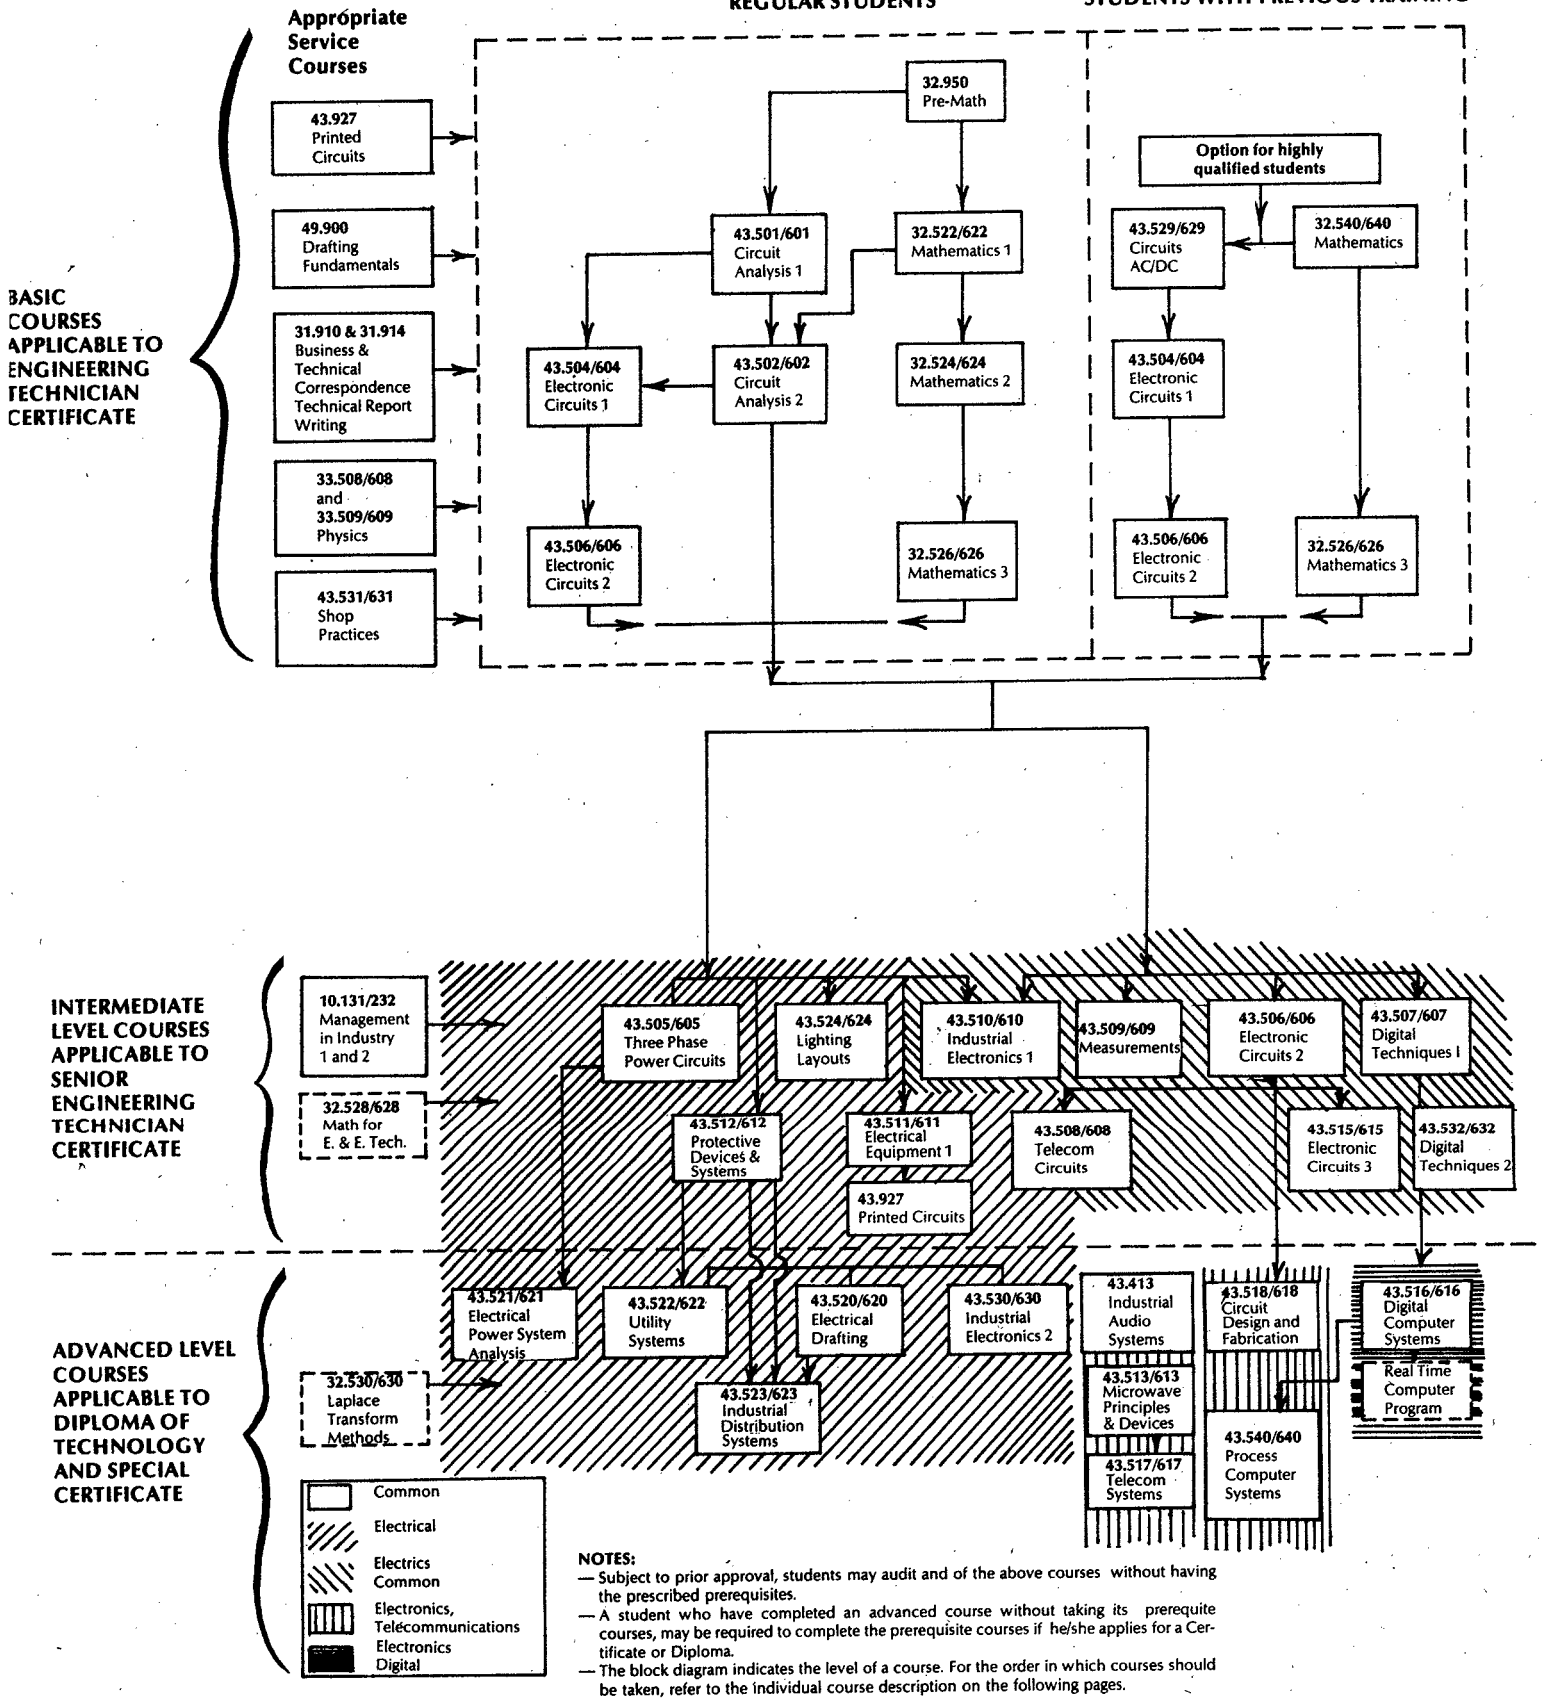 REGULAR STUDENTS
STUDENTS WITH PREVIOUS TRAINING
Appropriate
Service
Courses
BASIC
COURSES
APPLICABLE TO
ENGINEERING
TECHNICIAN
CERTIFICATE
43.927
Printed
Circuits
49.900
Drafting
Fundamentals
31.910 & 31.914
Business &
Technical
Correspondence
Technical Report
Writing
33.508/608
and
33.509/609
Physics
43.531/631
Shop
Practices
32.950
Pre-Math
43.501/601
Circuit
Analysis 1
32.522/622
Mathematics 1
43.504/604
Electronic
Circuits 1
43.502/602
Circuit
Analysis 2
32.524/624
Mathematics 2
43.506/606
Electronic
Circuits 2
32.526/626
Mathematics 3
Option for highly
qualified students
43.529/629
Circuits
AC/DC
32.540/640
Mathematics
43.504/604
Electronic
Circuits 1
43.506/606
Electronic
Circuits 2
32.526/626
Mathematics 3
INTERMEDIATE
LEVEL COURSES
APPLICABLE TO
SENIOR
ENGINEERING
TECHNICIAN
CERTIFICATE
10.131/232
Management
in Industry
1 and 2
32.528/628
Math for
E. & E. Tech.
43.505/605
Three Phase
Power Circuits
43.524/624
Lighting
Layouts
43.510/610
Industrial
Electronics 1
43.509/609
Measurements
43.506/606
Electronic
Circuits 2
43.507/607
Digital
Techniques I
43.512/612
Protective
Devices &
Systems
43.511/611
Electrical
Equipment 1
43.927
Printed Circuits
43.508/608
Telecom
Circuits
43.515/615
Electronic
Circuits 3
43.532/632
Digital
Techniques 2
ADVANCED LEVEL
COURSES
APPLICABLE TO
DIPLOMA OF
TECHNOLOGY
AND SPECIAL
CERTIFICATE
32.530/630
Laplace
Transform
Methods
43.521/621
Electrical
Power System
Analysis
43.522/622
Utility
Systems
43.520/620
Electrical
Drafting
43.530/630
Industrial
Electronics 2
43.523/623
Industrial
Distribution
Systems
43.413
Industrial
Audio
Systems
43.513/613
Microwave
Principles
& Devices
43.517/617
Telecom
Systems
43.518/618
Circuit
Design and
Fabrication
43.540/640
Process
Computer
Systems
43.516/616
Digital
Computer
Systems
Real Time
Computer
Program
Common
Electrical
Electrics
Common
Electronics,
Telecommunications
Electronics
Digital
NOTES:
— Subject to prior approval, students may audit and of the above courses without having
the prescribed prerequisites.
— A student who have completed an advanced course without taking its prerequite
courses, may be required to complete the prerequisite courses if he/she applies for a Cer-
tificate or Diploma.
— The block diagram indicates the level of a course. For the order in which courses should
be taken, refer to the individual course description on the following pages.